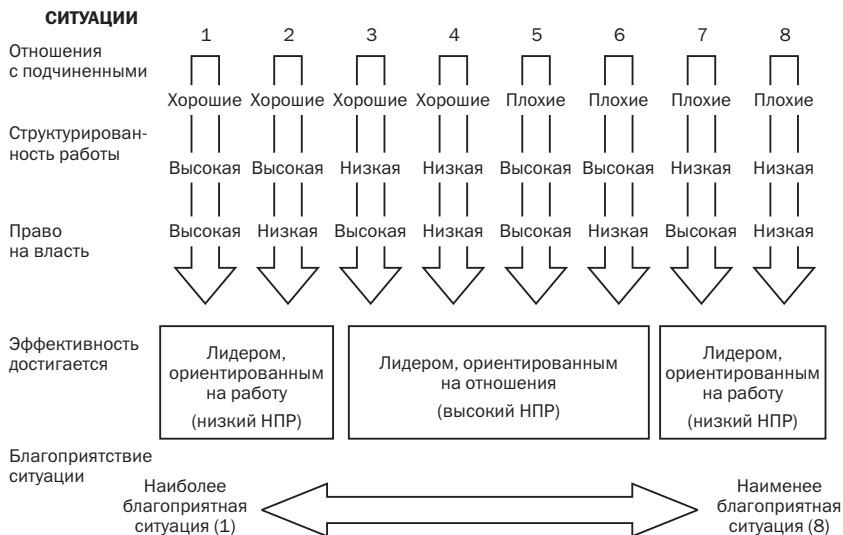 СИТУАЦИИ
1 2 3 4 5 6 7 8
Отношения
с подчиненными
Хорошие Хорошие Хорошие Хорошие Плохие Плохие Плохие Плохие
Структурирован-
ность работы
Высокая Высокая Низкая Низкая Высокая Высокая Низкая Низкая
Право
на власть
Высокая Низкая Высокая Низкая Высокая Низкая Высокая Низкая
Эффективность
достигается
Лидером,
ориентированным
на работу
(низкий НПР)
Лидером, ориентированным
на отношения
(высокий НПР)
Лидером,
ориентированным
на работу
(низкий НПР)
Благоприятствие
ситуации
Наиболее
благоприятная
ситуация (1)
Наименее
благоприятная
ситуация (8)